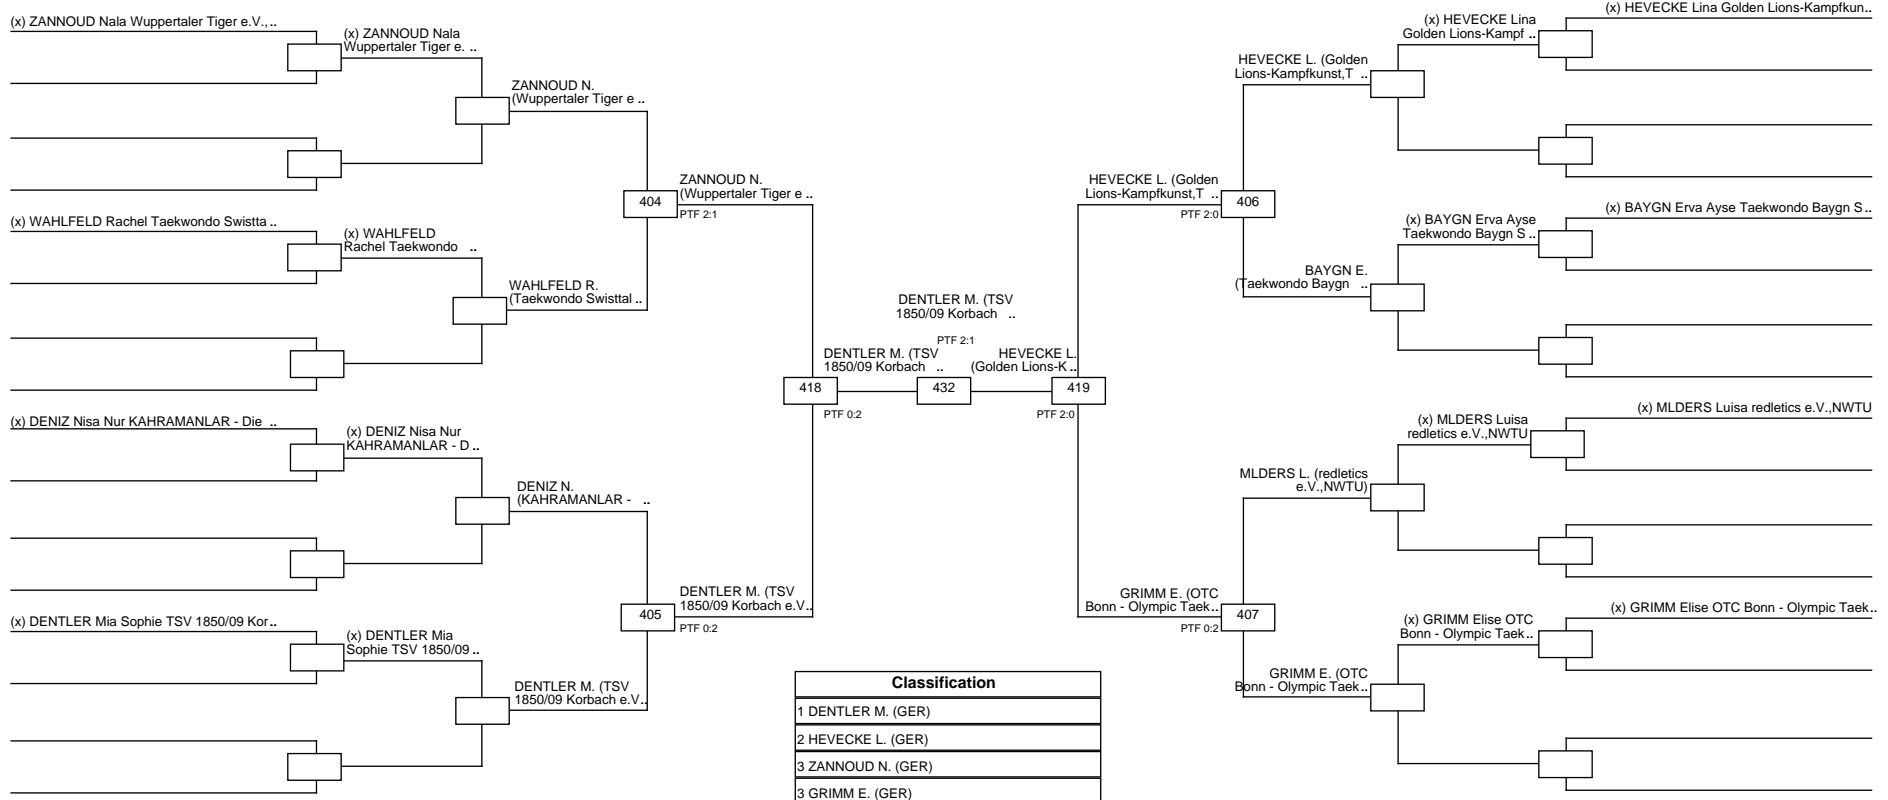 (x) ZANNOUD Nala Wuppertaler Tiger e.V., ..
(x) ZANNOUD Nala
Wuppertaler Tiger e. ..
ZANNOUD N.
(Wuppertaler Tiger e ..
404
ZANNOUD N.
(Wuppertaler Tiger e ..
PTF 2:1
(x) WAHLFELD Rachel Taekwondo Swistta ..
(x) WAHLFELD
Rachel Taekwondo ..
WAHLFELD R.
(Taekwondo Swisttal ..
(x) DENIZ Nisa Nur KAHRAMANLAR - Die ..
(x) DENIZ Nisa Nur
KAHRAMANLAR - D ..
DENIZ N.
(KAHRAMANLAR - ..
405
DENTLER M. (TSV
1850/09 Korbach e.V..
PTF 0:2
(x) DENTLER Mia Sophie TSV 1850/09 Kor..
(x) DENTLER Mia
Sophie TSV 1850/09 ..
DENTLER M. (TSV
1850/09 Korbach e.V..
DENTLER M. (TSV
1850/09 Korbach ..
PTF 2:1
DENTLER M. (TSV
1850/09 Korbach ..
418
PTF 0:2
432
HEVECKE L.
(Golden Lions-K ..
419
PTF 2:0
(x) HEVECKE Lina Golden Lions-Kampfkun..
(x) HEVECKE Lina
Golden Lions-Kampf ..
HEVECKE L. (Golden
Lions-Kampfkunst,T ..
HEVECKE L. (Golden
Lions-Kampfkunst,T ..
406
PTF 2:0
(x) BAYGN Erva Ayse Taekwondo Baygn S ..
(x) BAYGN Erva Ayse
Taekwondo Baygn S ..
BAYGN E.
(Taekwondo Baygn ..
(x) MLDERS Luisa redletics e.V.,NWTU
(x) MLDERS Luisa
redletics e.V.,NWTU
MLDERS L. (redletics
e.V.,NWTU)
GRIMM E. (OTC
Bonn - Olympic Taek..
407
PTF 0:2
(x) GRIMM Elise OTC Bonn - Olympic Taek..
(x) GRIMM Elise OTC
Bonn - Olympic Taek..
GRIMM E. (OTC
Bonn - Olympic Taek..
Classification
1 DENTLER M. (GER)
2 HEVECKE L. (GER)
3 ZANNOUD N. (GER)
3 GRIMM E. (GER)